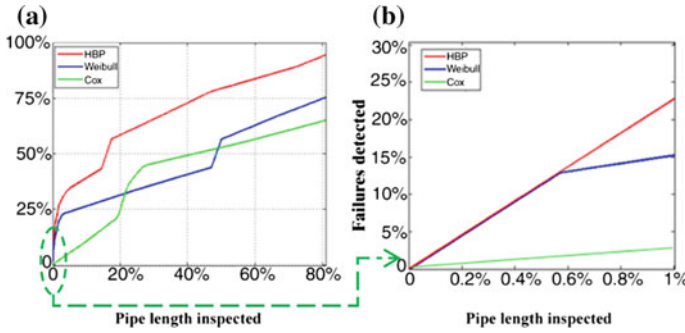 (a)
100%
75%
50%
25%
0
HBP
Weibull
Cox
0 20% 40% 60% 80%
Pipe length inspected
(b)
Failures detected
30%
25%
20%
15%
10%
5%
0
HBP
Weibull
Cox
0 0.2% 0.4% 0.6% 0.8% 1%
Pipe length inspected